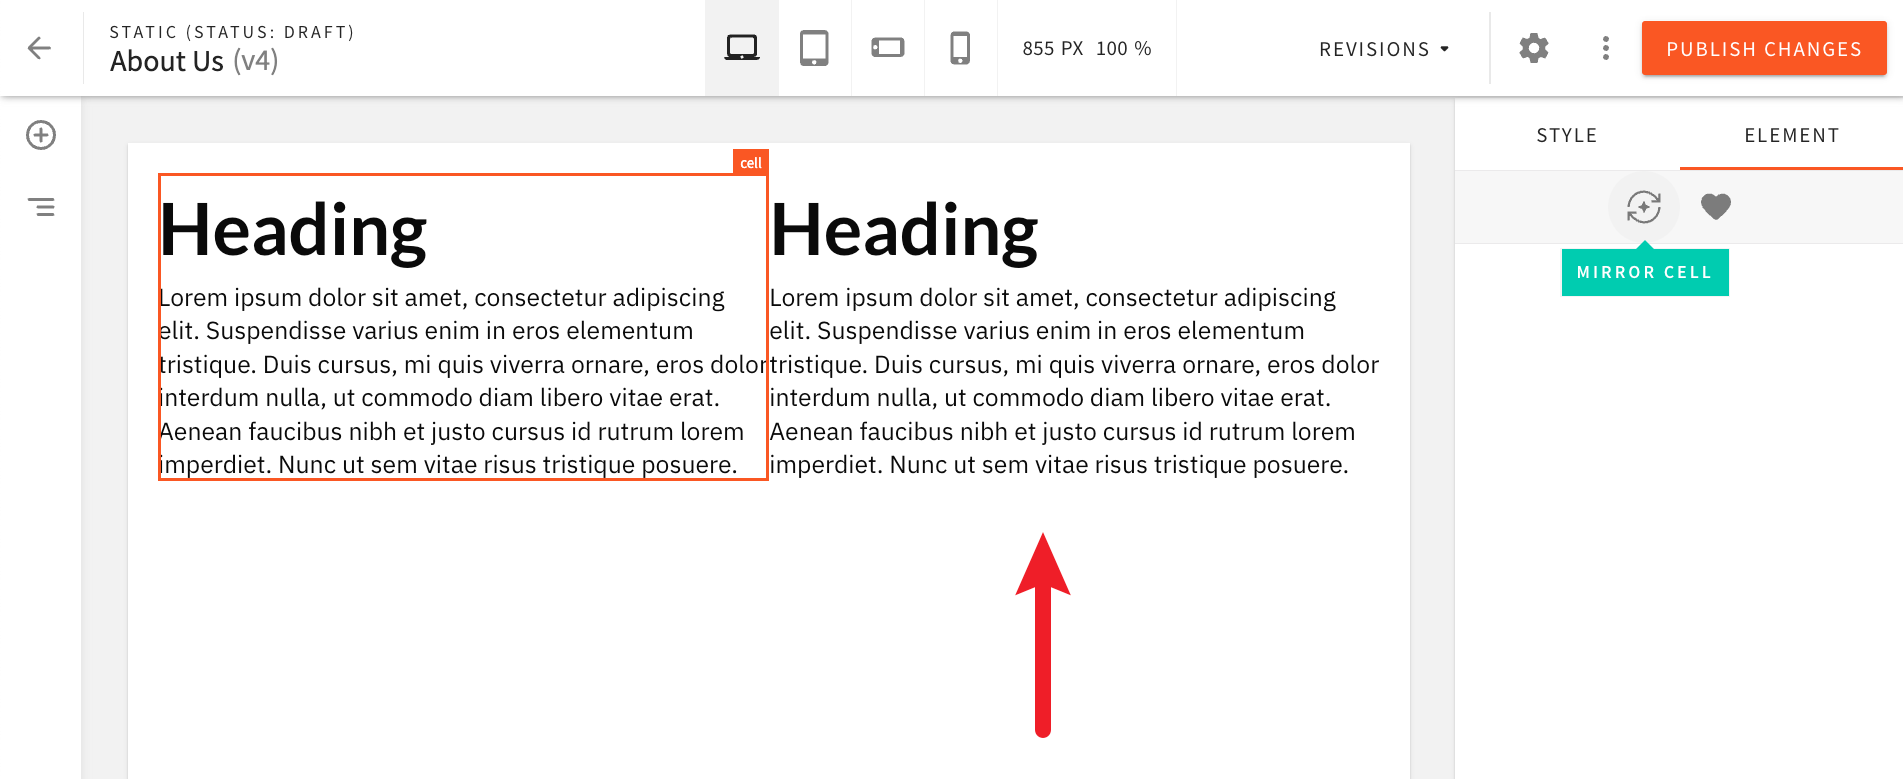 STATIC (STATUS: DRAFT)
About Us (v4)
855 PX 100 %
REVISIONS
PUBLISH CHANGES
STYLE
ELEMENT
MIRROR CELL
cell
Heading
Lorem ipsum dolor sit amet, consectetur adipiscing
elit. Suspendisse varius enim in eros elementum
tristique. Duis cursus, mi quis viverra ornare, eros dolor
interdum nulla, ut commodo diam libero vitae erat.
Aenean faucibus nibh et justo cursus id rutrum lorem
imperdiet. Nunc ut sem vitae risus tristique posuere.
Heading
Lorem ipsum dolor sit amet, consectetur adipiscing
elit. Suspendisse varius enim in eros elementum
tristique. Duis cursus, mi quis viverra ornare, eros dolor
interdum nulla, ut commodo diam libero vitae erat.
Aenean faucibus nibh et justo cursus id rutrum lorem
imperdiet. Nunc ut sem vitae risus tristique posuere.